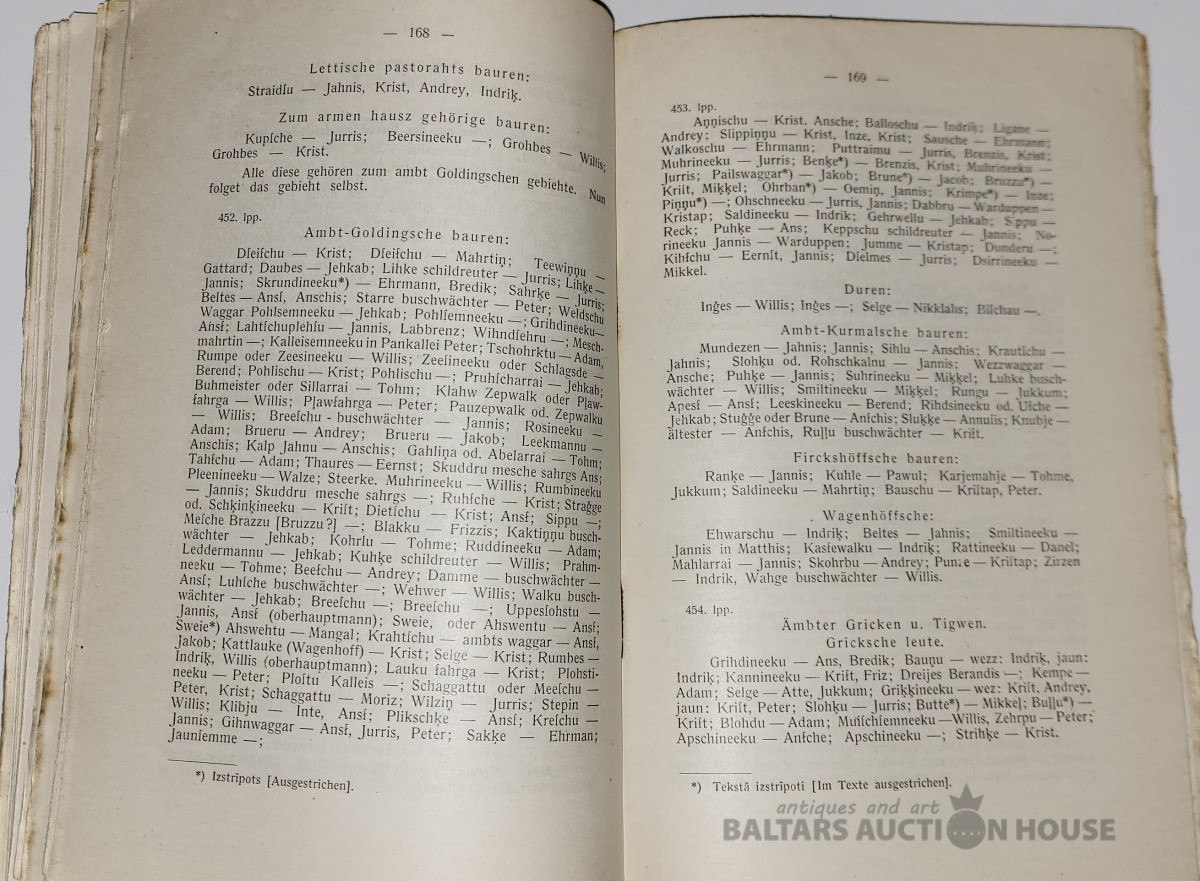 — 168 —
Lettische pastorahts bauren:
Straidſu — Jahnis, Krist, Andrey, Indriķ.
Zum armen hausz gehörige bauren:
Kupſche — Jurris; Beersineeku —; Grohbes — Willis;
Grohbes — Krist.
Alle diese gehören zum ambt Goldingschen gebiehte. Nun
folget das gebieht selbst.
452. lpp.
Ambt-Goldingsche bauren:
Dſeiſchu — Krist; Dſeiſchu — Mahrtiņ; Teewiņņu —
Gattard; Daubes — Jehkab; Lihke schildreuter — Jurris; Lihke —
Jannis; Skrundineeku*) — Ehrmann, Bredik; Sahrķe — Jurris;
Beſtes — Anſſ, Anschis; Starre buschwächter — Peter; Weldschu
Waggar Pohlsemneeku — Jehkab; Pohlſemneeku —; Grihdineeku —
Anſſ; Lahtſchuplehſu — Jannis, Labbrenz; Wihndſehru —; Mesch-
mahrtin —; Kalleisemneeku in Pankallei Peter; Tschohrktu — Adam,
Rumpe oder Zeesineeku — Willis; Zeeſineeku oder Schlagsde —
Berend; Pohlischu — Krist; Pohlischu —; Pruhſcharrai — Jehkab;
Buhmeister oder Sillarrai — Tohm; Klahw Zepwalk oder Pļaw-
ſahrga — Willis; Pļawſahrga — Peter; Pauzepwalk od. Zepwalku
— Willis; Breeſchu - buschwächter — Jannis; Rosineeku —
Adam; Brueru — Andrey; Brueru — Jakob; Leekmannu —
Anschis; Kalp Jahnu — Anschis; Gahliņa od. Abelarrai — Tohm;
Tahſchu — Adam; Thaures — Eernst; Skuddru mesche sahrgs Ans;
Pleenineeku — Walze; Steerke. Muhrineeku — Willis; Rumbineeku
— Jannis; Skuddru mesche sahrgs —; Ruhſche — Krist; Straģģe
od. Schķinķineeku — Kriſt; Dietſchu — Krist; Anſſ; Sippu —;
Meſche Brazzu [Bruzzu?] —; Blakku — Frizzis; Kaktiņņu busch-
wächter — Jehkab; Kohrlu — Tohme; Ruddineeku — Adam;
Leddermannu — Jehkab; Kuhķe schildreuter — Willis; Prahm-
neeku — Tohme; Beeſchu — Andrey; Damme — buschwächter —
Anſſ; Luhſche buschwächter —; Wehwer — Willis; Walku busch-
wächter — Jehkab; Breeſchu —; Breeſchu —; Uppesſohstu —
Jannis, Anſſ (oberhauptmann); Sweie, oder Ahswentu — Anſſ;
Sweie*) Ahswehtu — Mangal; Krahtſchu — ambts waggar — Anſſ,
Jakob; Kattlauke (Wagenhoff) — Krist; Selge — Krist; Rumbes —
Indriķ, Willis (oberhauptmann); Lauku ſahrga — Krist; Plohsti-
neeku — Peter; Ploſtu Kalleis —; Schaggattu oder Meeſchu —
Peter, Krist; Schaggattu — Moriz; Wilziņ — Jurris; Stepin —
Willis; Klibju — Inte, Anſſ; Plikschķe — Anſſ; Kreſchu —
Jannis; Gihnwaggar — Anſſ, Jurris, Peter; Sakķe — Ehrman;
Jaunſemme —;
*) Izstrīpots [Ausgestrichen].
— 169 —
453. lpp.
Aņņischu — Krist, Ansche; Balloschu — Indriķ; Ligane —
Andrey; Slippiņņu — Krist, Inze, Krist; Sausche — Ehrmann;
Walkoschu — Ehrmann; Puttraimu — Jurris, Brenzis, Krist;
Muhrineeku — Jurris; Benķe*) — Brenzis, Krist; Muhrineeku —
Jurris; Pailswaggar*) — Jakob; Brune*) — Jacob; Bruzzu*) —
Kriſt, Miķķel; Ohrban*) — Oemiņ, Jannis; Krimpe*) — Inze;
Piņņu*) —; Ohschneeku — Jurris, Jannis; Dabbru — Warduppen —
Kristap; Saldineeku — Indrik; Gehrwellu — Jehkab; Sippu —
Reck; Puhķe — Ans; Keppschu schildreuter — Jannis; No-
rineeku Jannis — Warduppen; Jumme — Kristap; Dunderu —;
Kihſchu — Eernſt, Jannis; Dſelmes — Jurris; Dsirrineeku —
Mikkel.
Duren:
Inģes — Willis; Inģes —; Selge — Nikklahs; Bilchau —.
Ambt-Kurmalsche bauren:
Mundezen — Jahnis; Jannis; Sihlu — Anschis; Krautſchu —
Jahnis; Slohķu od. Rohschkalnu — Jannis; Wezzwaggar —
Ansche; Puhķe — Jannis; Suhrineeku — Miķķel; Luhke busch-
wächter — Willis; Smiltineeku — Miķķel; Rungu — Jukkum;
Apesſ — Anſſ; Leeskineeku — Berend; Rihdsineeku od. Uſche —
Jehkab; Stuģģe oder Brune — Anſchis; Sluķķe — Annulis; Knubje —
ältester — Anſchis, Ruļļu buschwächter — Kriſt.
Firckshöffsche bauren:
Ranķe — Jannis; Kuhle — Pawul; Karjemahje — Tohme,
Jukkum; Saldineeku — Mahrtiņ; Bauschu — Kriſtap, Peter.
Wagenhöffsche:
Ehwarschu — Indriķ; Beltes — Jahnis; Smiltineeku —
Jannis in Matthis; Kasiewalku — Indriķ; Rattineeku — Danel;
Mahlarrai — Jannis; Skohrbu — Andrey; Punze — Kriſtap; Zirzen
— Indrik, Wahge buschwächter — Willis.
454. lpp.
Ämbter Gricken u. Tigwen.
Gricksche leute.
Grihdineeku — Ans, Bredik; Bauņu — wezz: Indriķ, jaun:
Indriķ; Kannineeku — Kriſt, Friz; Dreijes Berandis —; Kempe —
Adam; Selge — Atte, Jukkum; Griķķineeku — wez: Kriſt, Andrey,
jaun: Kriſt, Peter; Slohķu — Jurris; Butte*) — Mikkeļ; Buļļu*) —
Kriſt; Blohdu — Adam; Muſſchſemneeku — Willis, Zehrpu — Peter;
Apschineeku — Anſche; Apschineeku —; Strihķe — Krist.
*) Tekstā izstrīpoti [Im Texte ausgestrichen].
antiques and art
BALTARS AUCTION HOUSE